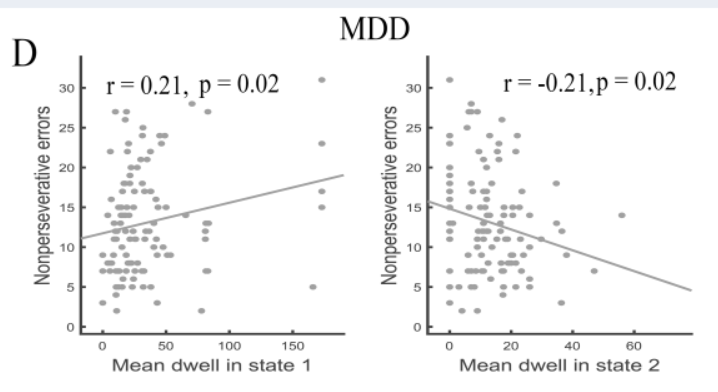 MDD
D
r = 0.21, p = 0.02
Nonperseverative errors
30
25
20
15
10
5
0
0 50 100 150
Mean dwell in state 1
r = -0.21,p = 0.02
Nonperseverative errors
30
25
20
15
10
5
0
0 20 40 60
Mean dwell in state 2